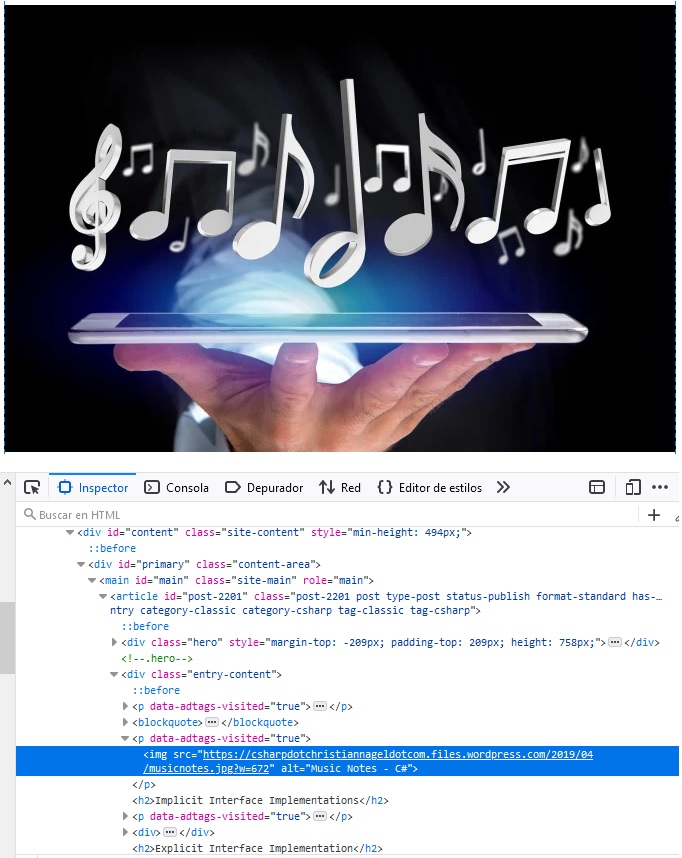 Inspector
Consola
Depurador
Red
Editor de estilos
Buscar en HTML
<div id="content" class="site-content" style="min-height: 494px;">
::before
<div id="primary" class="content-area">
<main id="main" class="site-main" role="main">
<article id="post-2201" class="post-2201 post type-post status-publish format-standard has-…
ntry category-classic category-csharp tag-classic tag-csharp">
::before
<div class="hero" style="margin-top: -209px; padding-top: 209px; height: 758px;"></div>
<!--.hero-->
<div class="entry-content">
::before
<p data-adtags-visited="true"></p>
<blockquote></blockquote>
<p data-adtags-visited="true">
<img src="https://csharpdotchristiannageldotcom.files.wordpress.com/2019/04
/musicnotes.jpg?w=672" alt="Music Notes - C#">
</p>
<h2>Implicit Interface Implementations</h2>
<p data-adtags-visited="true"></p>
<div></div>
<h2>Explicit Interface Implementation</h2>